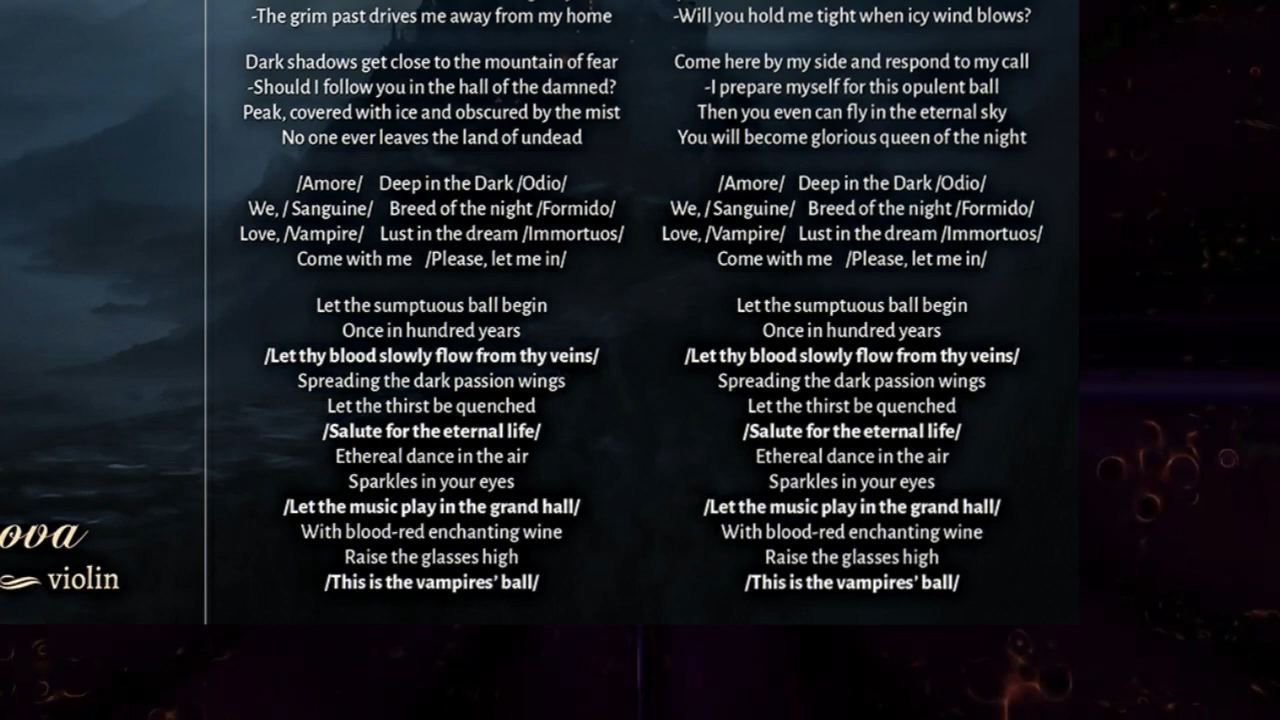 -The grim past drives me away from my home
Dark shadows get close to the mountain of fear
-Should I follow you in the hall of the damned?
Peak, covered with ice and obscured by the mist
No one ever leaves the land of undead
/Amore/ Deep in the Dark /Odio/
We, / Sanguine/ Breed of the night /Formido/
Love, /Vampire/ Lust in the dream /Immortuos/
Come with me /Please, let me in/
Let the sumptuous ball begin
Once in hundred years
/Let thy blood slowly flow from thy veins/
Spreading the dark passion wings
Let the thirst be quenched
/Salute for the eternal life/
Ethereal dance in the air
Sparkles in your eyes
/Let the music play in the grand hall/
With blood-red enchanting wine
Raise the glasses high
/This is the vampires' ball/
-Will you hold me tight when icy wind blows?
Come here by my side and respond to my call
-I prepare myself for this opulent ball
Then you even can fly in the eternal sky
You will become glorious queen of the night
/Amore/ Deep in the Dark /Odio/
We, / Sanguine/ Breed of the night /Formido/
Love, /Vampire/ Lust in the dream /Immortuos/
Come with me /Please, let me in/
Let the sumptuous ball begin
Once in hundred years
/Let thy blood slowly flow from thy veins/
Spreading the dark passion wings
Let the thirst be quenched
/Salute for the eternal life/
Ethereal dance in the air
Sparkles in your eyes
/Let the music play in the grand hall/
With blood-red enchanting wine
Raise the glasses high
/This is the vampires' ball/
ova
violin